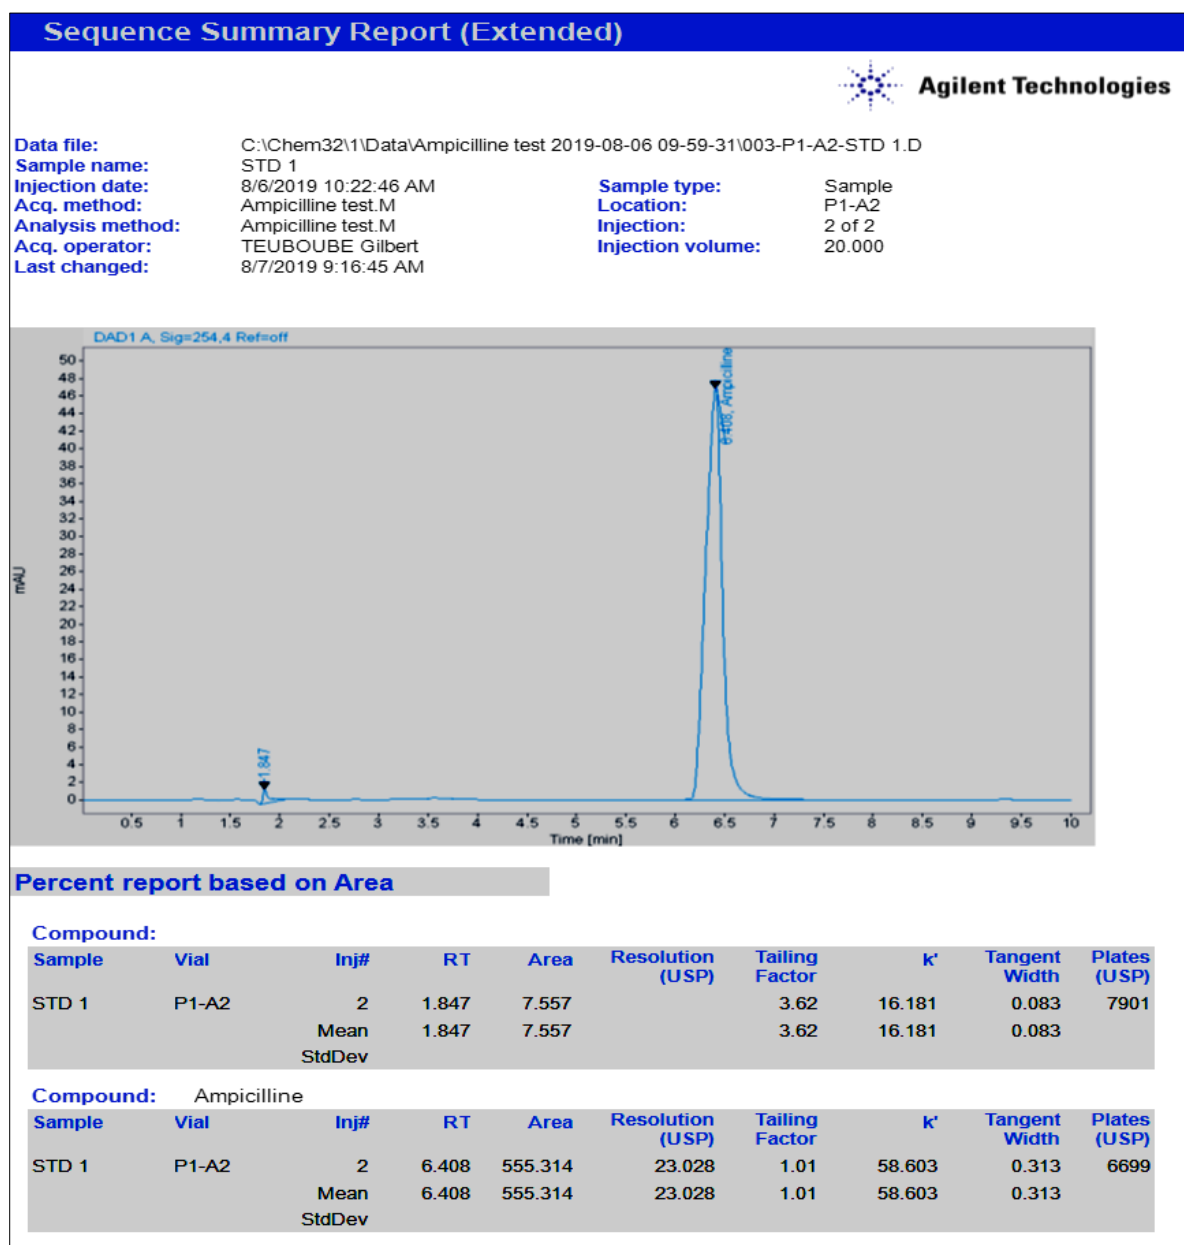 Sequence Summary Report (Extended)
Agilent Technologies
Data file: C:\Chem32\1\Data\Ampicilline test 2019-08-06 09-59-31\003-P1-A2-STD 1.D
Sample name: STD 1
Injection date: 8/6/2019 10:22:46 AM Sample type: Sample
Acq. method: Ampicilline test.M Location: P1-A2
Analysis method: Ampicilline test.M Injection: 2 of 2
Acq. operator: TEUBOUBE Gilbert Injection volume: 20.000
Last changed: 8/7/2019 9:16:45 AM
DAD1 A, Sig=254,4 Ref=off
50
48
46
44
42
40
38
36
34
32
30
28
26
24
22
20
18
16
14
12
10
8
6
4
2
0
mAU
1.847
6.408, Ampicilline
0.5 1 1.5 2 2.5 3 3.5 4 4.5 5 5.5 6 6.5 7 7.5 8 8.5 9 9.5 10
Time [min]
Percent report based on Area
Compound:
Sample Vial Inj# RT Area Resolution (USP) Tailing Factor k' Tangent Width Plates (USP)
STD 1 P1-A2 2 1.847 7.557 3.62 16.181 0.083 7901
Mean 1.847 7.557 3.62 16.181 0.083
StdDev
Compound: Ampicilline
Sample Vial Inj# RT Area Resolution (USP) Tailing Factor k' Tangent Width Plates (USP)
STD 1 P1-A2 2 6.408 555.314 23.028 1.01 58.603 0.313 6699
Mean 6.408 555.314 23.028 1.01 58.603 0.313
StdDev